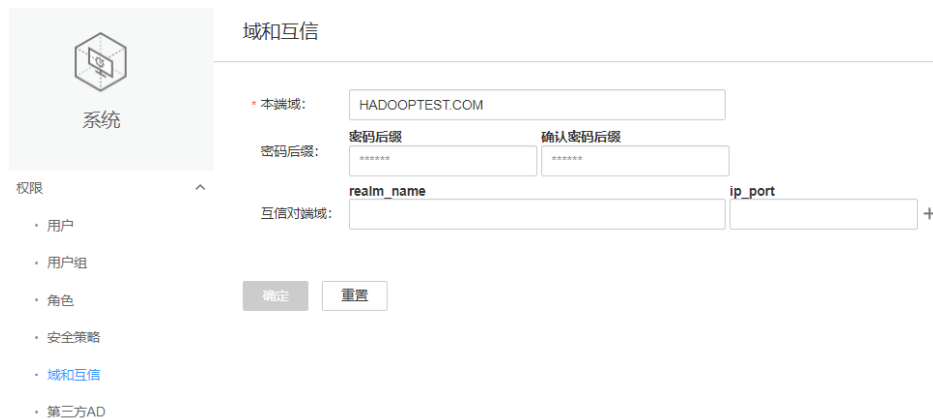 域和互信
系统
* 本端域: HADOOPTEST.COM
密码后缀 确认密码后缀
密码后缀: ****** ******
realm_name ip_port
互信对端域: +
确定 重置
权限
· 用户
· 用户组
· 角色
· 安全策略
· 域和互信
· 第三方AD